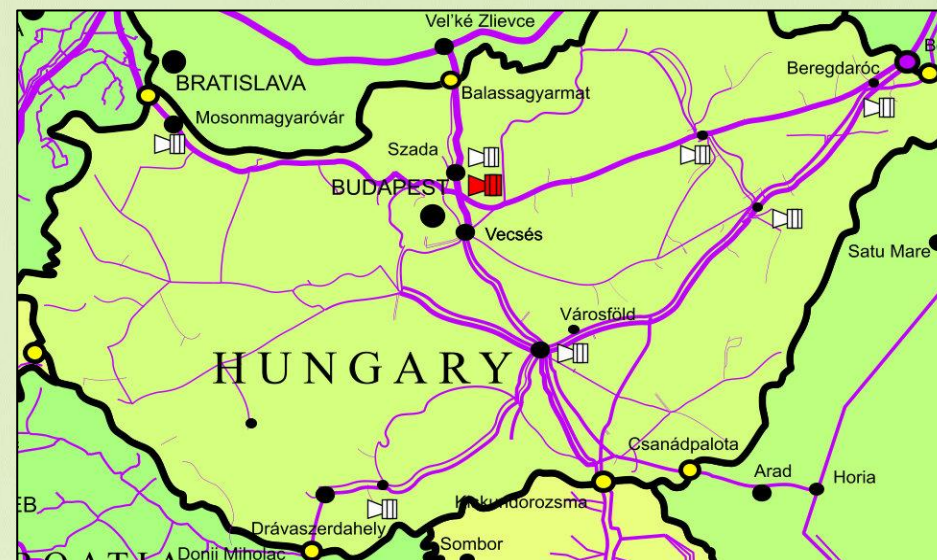 Vel'ké Zlievce
BRATISLAVA
Beregdaróc
Balassagyarmat
Mosonmagyaróvár
Szada
BUDAPEST
Vecsés
Satu Mare
Városföld
HUNGARY
Csanádpalota
Arad
Horia
Kiskundorozsma
Drávaszerdahely
Donji Miholac
Sombor